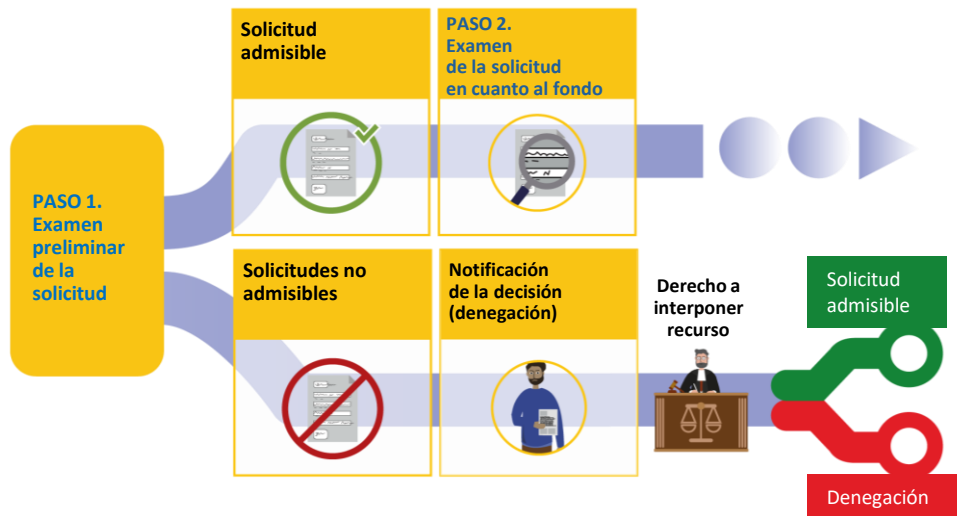 PASO 1.
Examen
preliminar
de la
solicitud
Solicitud
admisible
PASO 2.
Examen
de la solicitud
en cuanto al fondo
Solicitudes no
admisibles
Notificación
de la decisión
(denegación)
Derecho a
interponer
recurso
Solicitud
admisible
Denegación